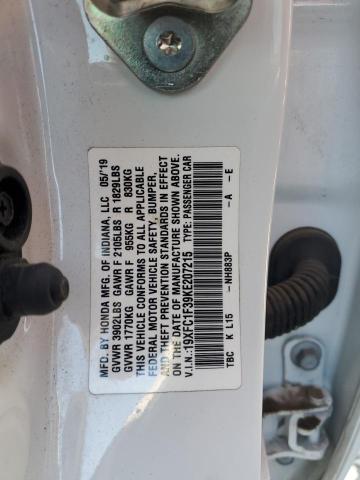 MFD. BY HONDA MFG. OF INDIANA, LLC 05/'19
GVWR 3902LBS GAWR F 2105LBS R 1829LBS
GVWR 1770KG GAWR F 955KG R 830KG
THIS VEHICLE CONFORMS TO ALL APPLICABLE
FEDERAL MOTOR VEHICLE SAFETY, BUMPER,
AND THEFT PREVENTION STANDARDS IN EFFECT
ON THE DATE OF MANUFACTURE SHOWN ABOVE.
V.I.N.:19XFC1F39KE207215 TYPE: PASSENGER CAR
-NH883P -A -E
TBC K L15